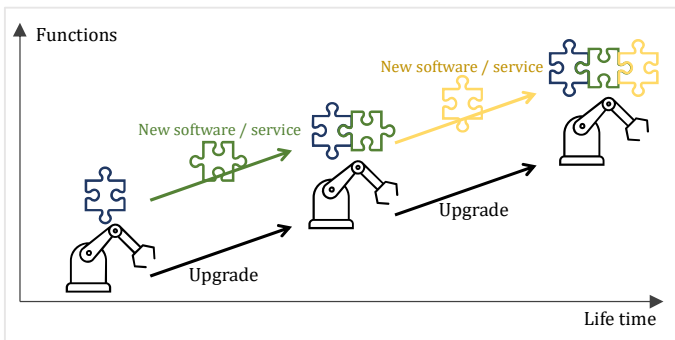 Functions
New software / service
New software / service
Upgrade
Upgrade
Life time